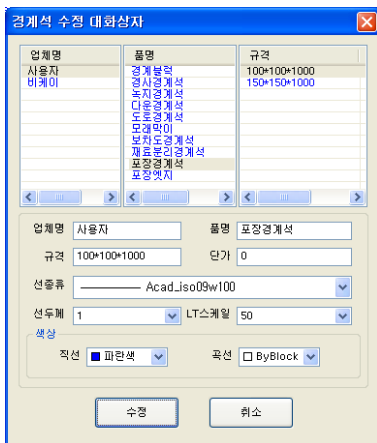 경계석 수정 대화상자
업체명 품명 규격
사용자 경계블럭 100*100*1000
비케이 경사경계석 150*150*1000
녹지경계석
다운경계석
도로경계석
모래막이
보차도경계석
재료분리경계석
포장경계석
포장엣지
업체명 사용자 품명 포장경계석
규격 100*100*1000 단가 0
선종류 Acad_iso09w100
선두께 1 LT스케일 50
색상
직선 파란색 곡선 ByBlock
수정 취소